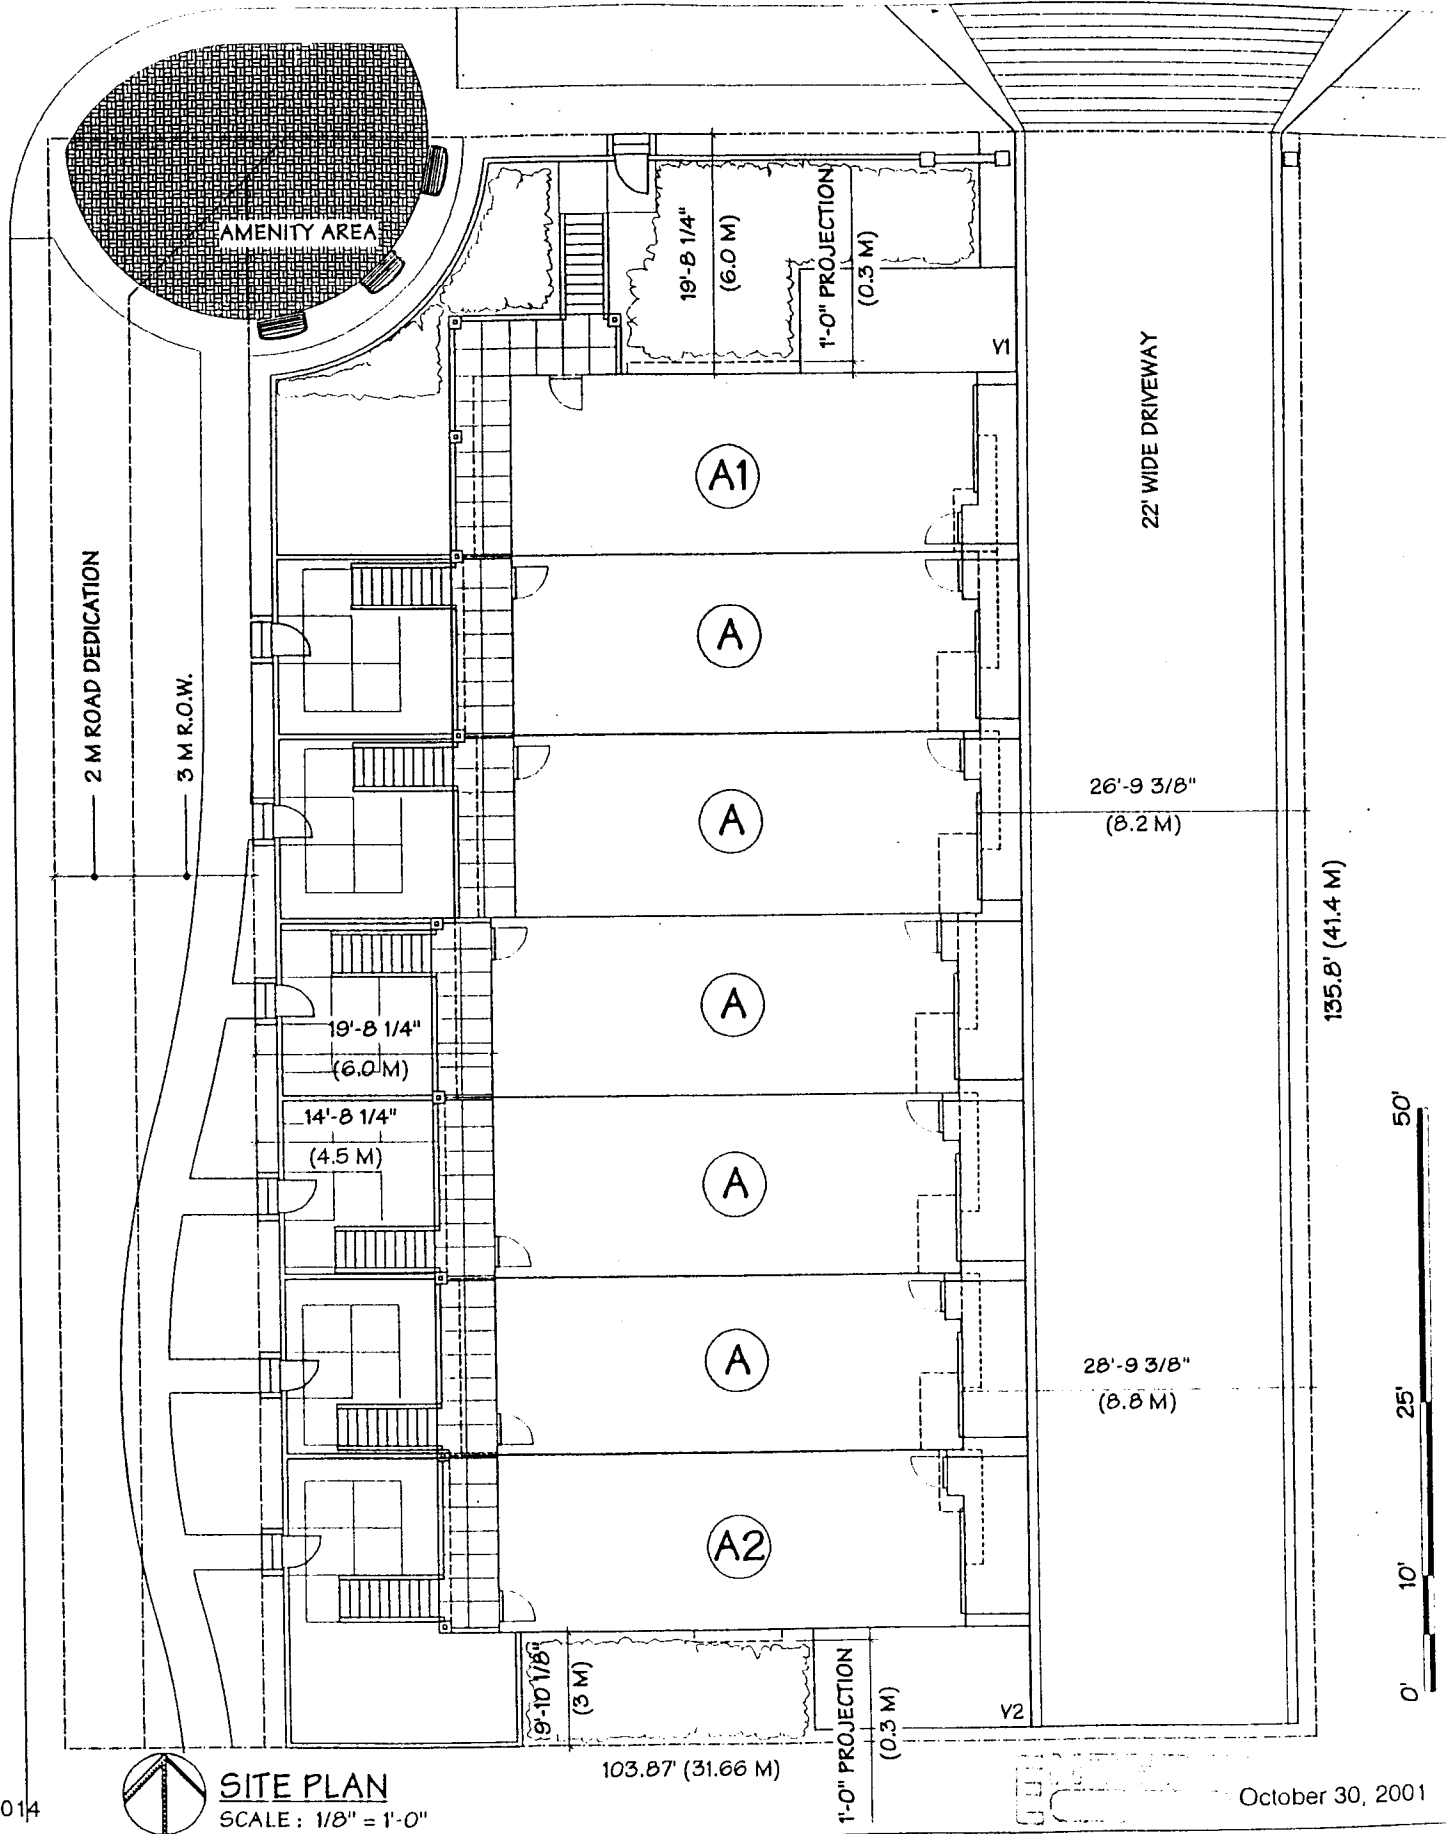 AMENITY AREA
19'-8 1/4"
(6.0 M)
1'-0" PROJECTION
(0.3 M)
V1
22' WIDE DRIVEWAY
A1
2 M ROAD DEDICATION
3 M R.O.W.
A
A
26'-9 3/8"
(8.2 M)
135.8' (41.4 M)
A
19'-8 1/4"
(6.0 M)
14'-8 1/4"
(4.5 M)
A
A
28'-9 3/8"
(8.8 M)
50'
25'
10'
0'
A2
9'-10 1/8"
(3 M)
1'-0" PROJECTION
(0.3 M)
V2
103.87' (31.66 M)
SITE PLAN
SCALE: 1/8" = 1'-0"
014
October 30, 2001